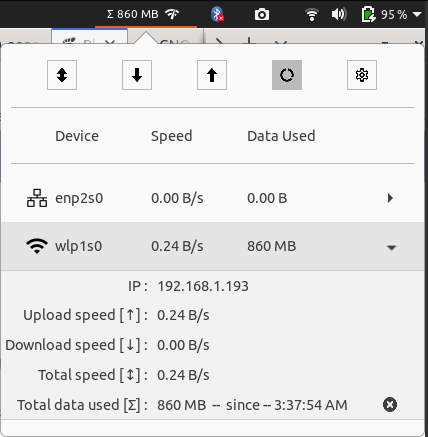 Σ 860 MB
95 %
Device Speed Data Used
enp2s0 0.00 B/s 0.00 B
wlp1s0 0.24 B/s 860 MB
IP : 192.168.1.193
Upload speed [↑] : 0.24 B/s
Download speed [↓] : 0.00 B/s
Total speed [↕] : 0.24 B/s
Total data used [Σ] : 860 MB -- since -- 3:37:54 AM